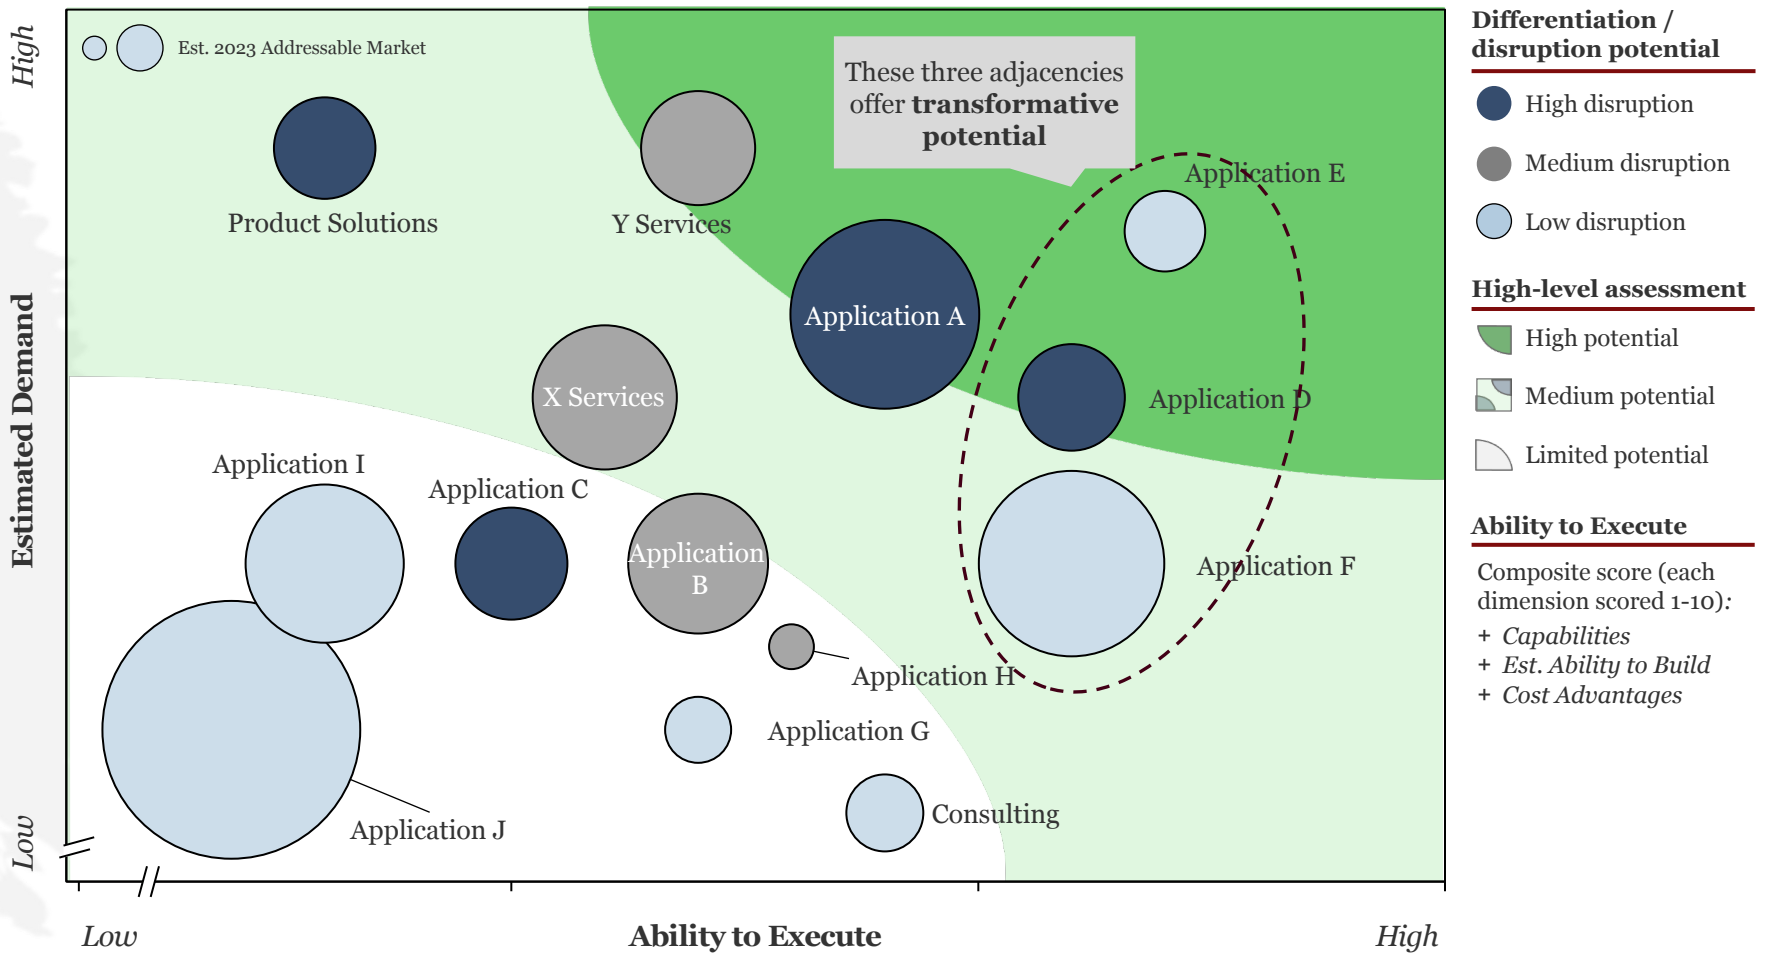 High
Est. 2023 Addressable Market
These three adjacencies
offer transformative
potential
Application E
Product Solutions
Y Services
Application A
X Services
Application D
Application I
Application C
Application
B
Application F
Application H
Application G
Application J
Consulting
Estimated Demand
Low
Low
Ability to Execute
High
Differentiation /
disruption potential
High disruption
Medium disruption
Low disruption
High-level assessment
High potential
Medium potential
Limited potential
Ability to Execute
Composite score (each
dimension scored 1-10):
+ Capabilities
+ Est. Ability to Build
+ Cost Advantages